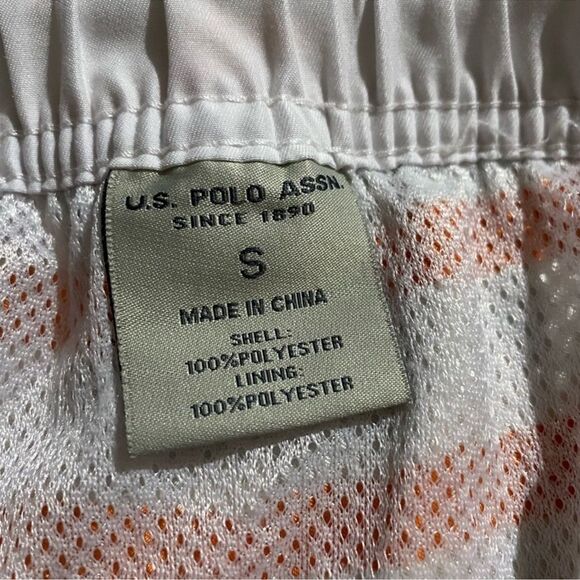 U.S. POLO ASSN.
SINCE 1890
S
MADE IN CHINA
SHELL:
100%POLYESTER
LINING:
100%POLYESTER